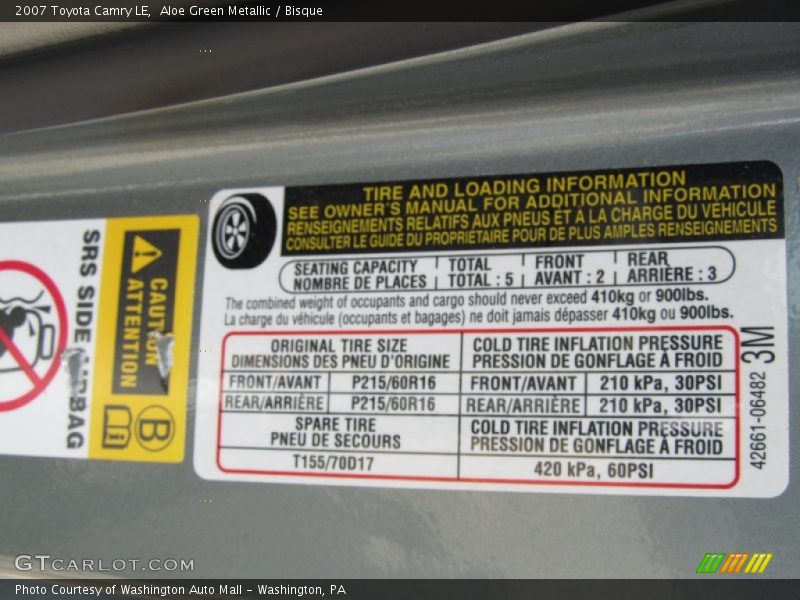 2007 Toyota Camry LE, Aloe Green Metallic / Bisque
TIRE AND LOADING INFORMATION
SEE OWNER'S MANUAL FOR ADDITIONAL INFORMATION
RENSEIGNEMENTS RELATIFS AUX PNEUS ET À LA CHARGE DU VÉHICULE
CONSULTER LE GUIDE DU PROPRIETAIRE POUR DE PLUS AMPLES RENSEIGNEMENTS
SEATING CAPACITY TOTAL FRONT REAR
NOMBRE DE PLACES TOTAL : 5 AVANT : 2 ARRIÈRE : 3
The combined weight of occupants and cargo should never exceed 410kg or 900lbs.
La charge du véhicule (occupants et bagages) ne doit jamais dépasser 410kg ou 900lbs.
ORIGINAL TIRE SIZE COLD TIRE INFLATION PRESSURE
DIMENSIONS DES PNEU D'ORIGINE PRESSION DE GONFLAGE À FROID
FRONT/AVANT P215/60R16 FRONT/AVANT 210 kPa, 30PSI
REAR/ARRIÈRE P215/60R16 REAR/ARRIÈRE 210 kPa, 30PSI
SPARE TIRE COLD TIRE INFLATION PRESSURE
PNEU DE SECOURS PRESSION DE GONFLAGE À FROID
T155/70D17 420 kPa, 60PSI
42661-06482 3M
SRS SIDE AIRBAG
CAUTION
ATTENTION
B
GTCARLOT.COM
Photo Courtesy of Washington Auto Mall - Washington, PA